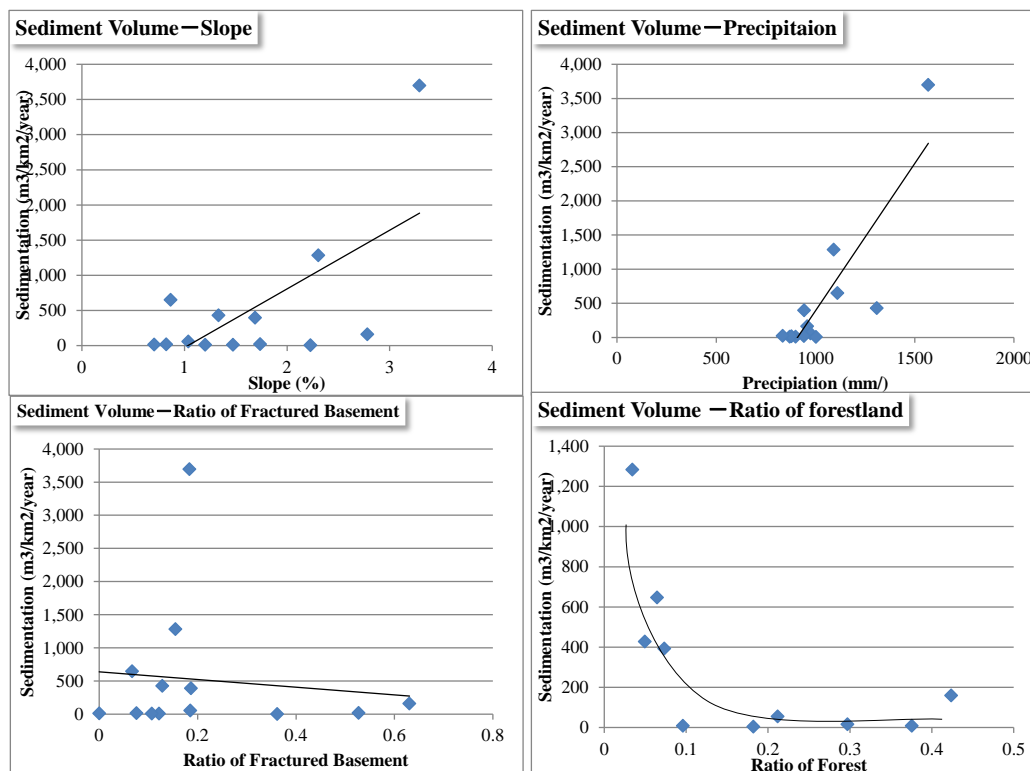 Sediment Volume—Slope
4,000
3,500
3,000
2,500
2,000
1,500
1,000
500
0
Sedimentation (m3/km2/year)
0 1 2 3 4
Slope (%)
Sediment Volume—Precipitaion
4,000
3,500
3,000
2,500
2,000
1,500
1,000
500
0
Sedimentation (m3/km2/year)
0 500 1000 1500 2000
Precipiation (mm/)
Sediment Volume—Ratio of Fractured Basement
4,000
3,500
3,000
2,500
2,000
1,500
1,000
500
0
Sedimentation (m3/km2/year)
0 0.2 0.4 0.6 0.8
Ratio of Fractured Basement
Sediment Volume —Ratio of forestland
1,400
1,200
1,000
800
600
400
200
0
Sedimentation (m3/km2/year)
0 0.1 0.2 0.3 0.4 0.5
Ratio of Forest